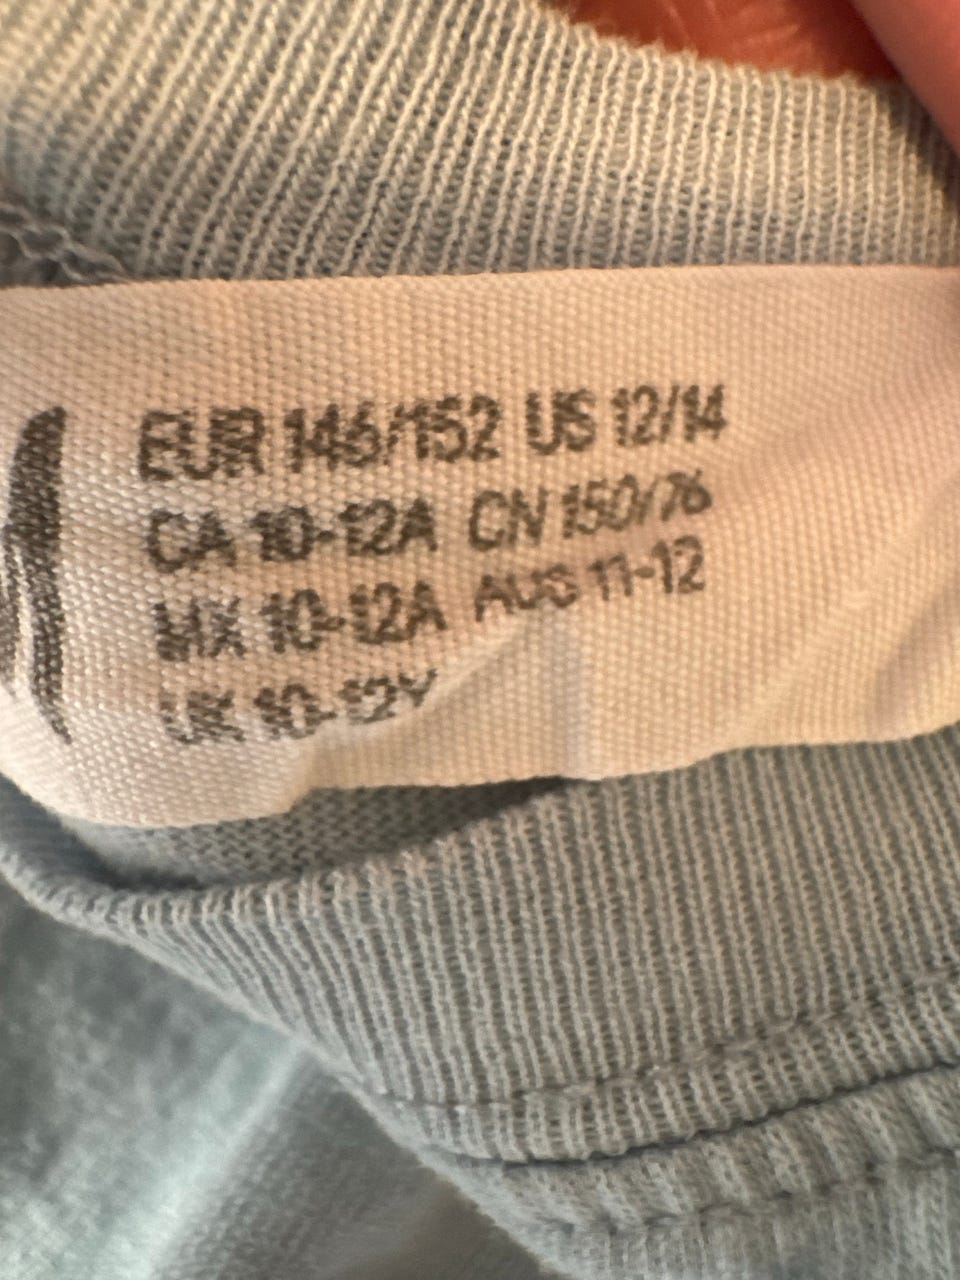 EUR 146/152 US 12/14
CA 10-12A CN 150/76
MX 10-12A AUS 11-12
UK 10-12Y